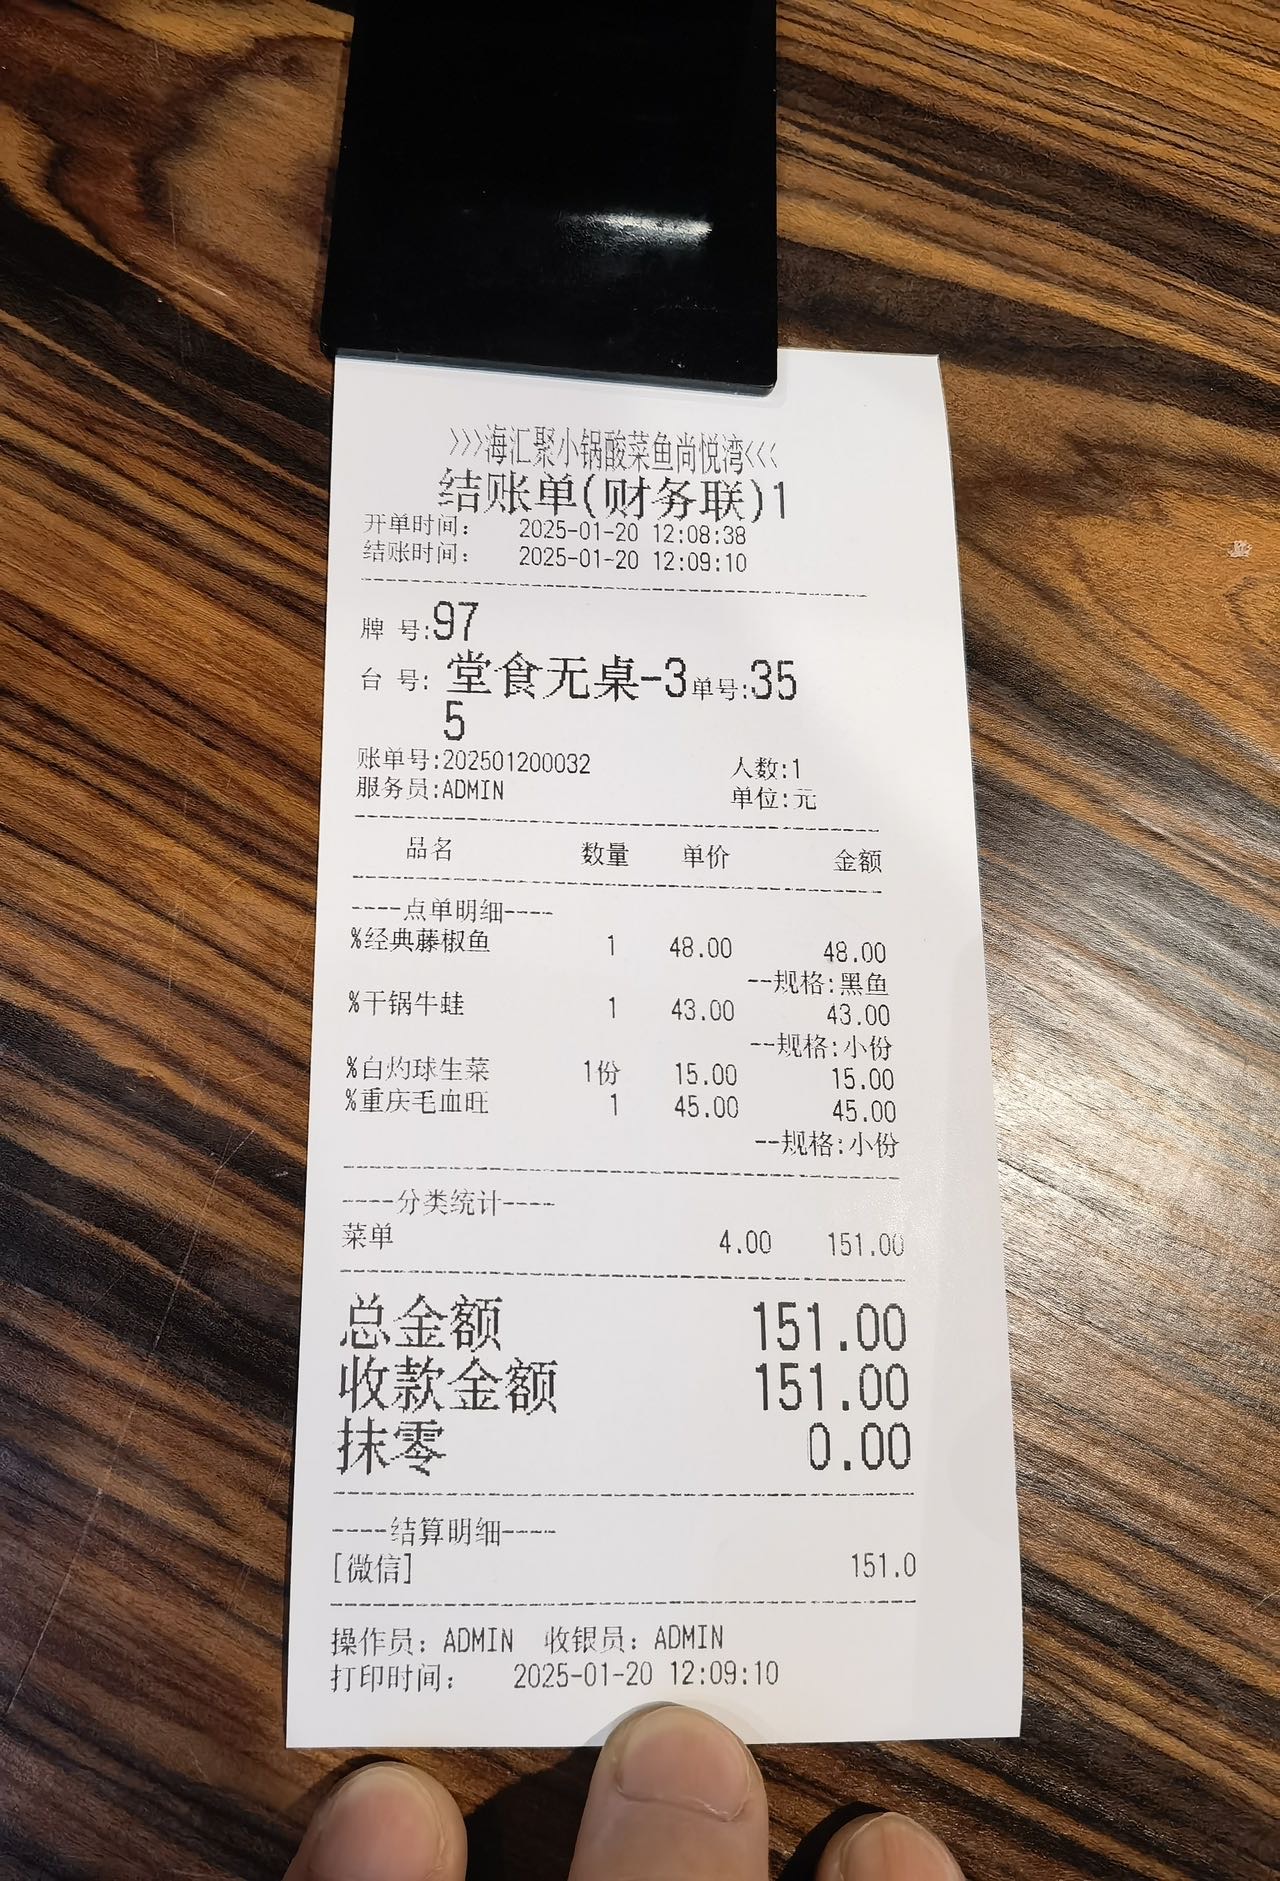 >>>海汇聚小锅酸菜鱼尚悦湾<<<
结账单(财务联)1
开单时间： 2025-01-20 12:08:38
结账时间： 2025-01-20 12:09:10
牌 号:97
台 号: 堂食无桌-3单号:35
5
账单号:202501200032 人数:1
服务员:ADMIN 单位:元
品名 数量 单价 金额
----点单明细----
%经典藤椒鱼 1 48.00 48.00
--规格:黑鱼
%干锅牛蛙 1 43.00 43.00
--规格:小份
%白灼球生菜 1份 15.00 15.00
%重庆毛血旺 1 45.00 45.00
--规格:小份
----分类统计----
菜单 4.00 151.00
总金额 151.00
收款金额 151.00
抹零 0.00
----结算明细----
[微信] 151.0
操作员：ADMIN 收银员：ADMIN
打印时间： 2025-01-20 12:09:10